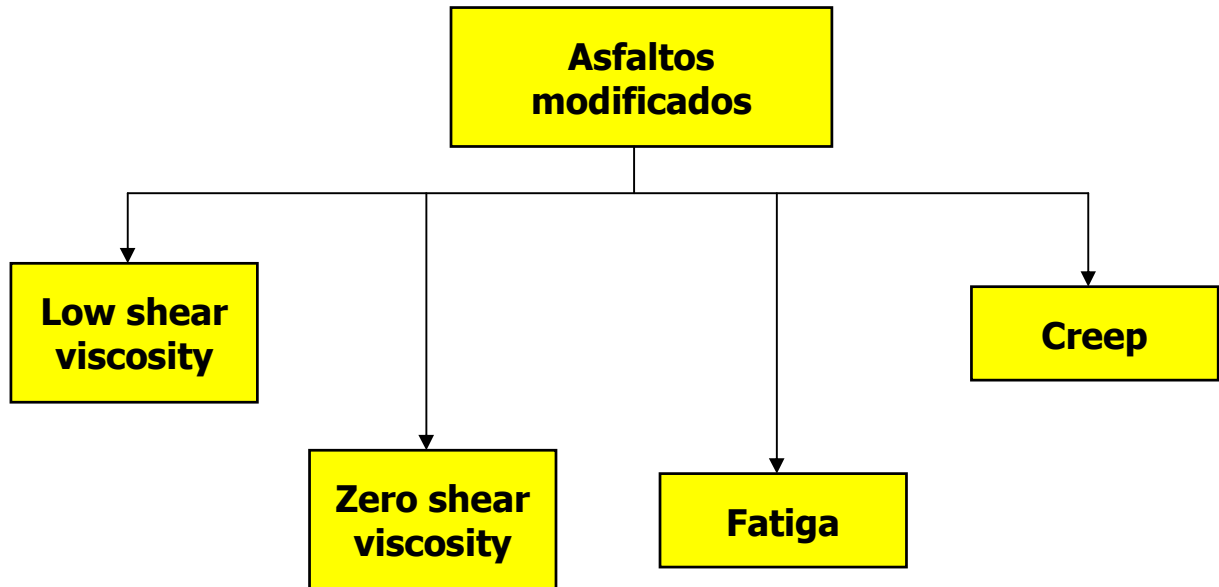 Asfaltos
modificados
Low shear
viscosity
Zero shear
viscosity
Fatiga
Creep